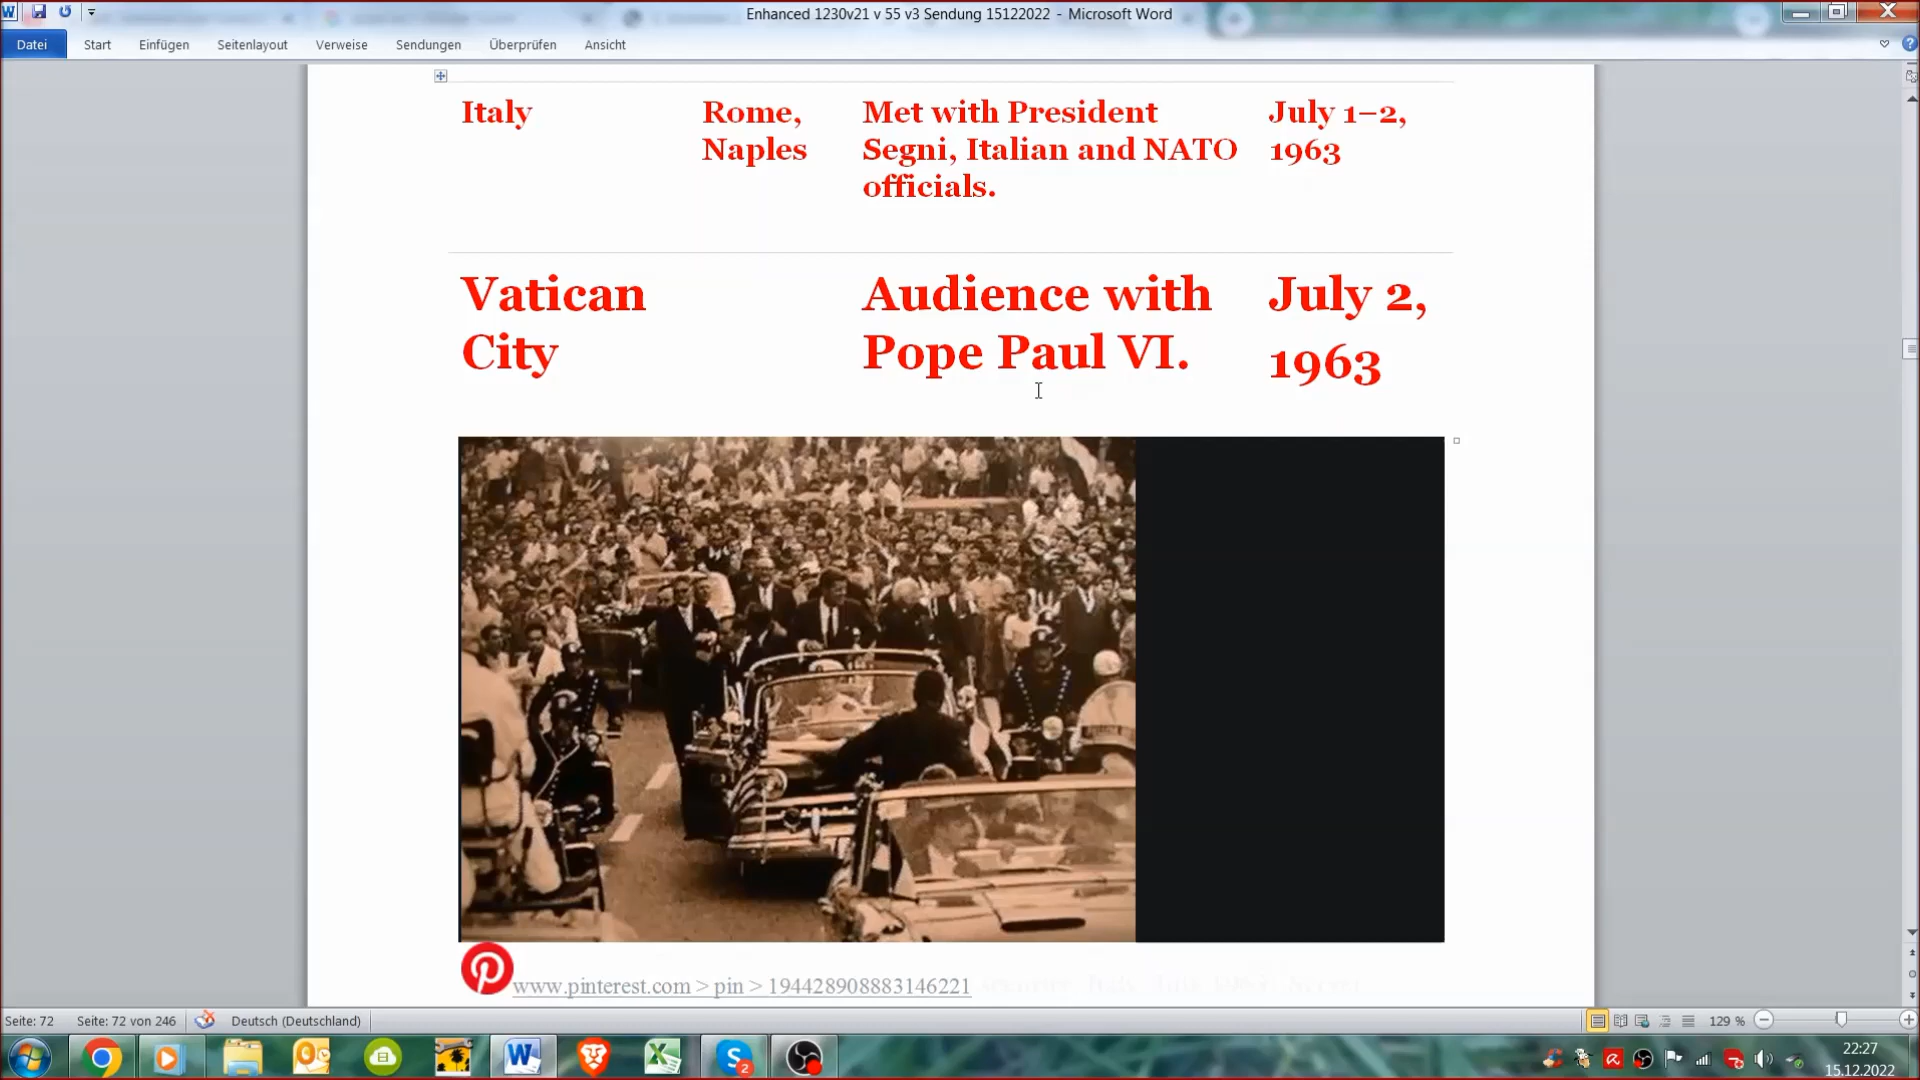 Enhanced 1230v21 v 55 v3 Sendung 15122022 - Microsoft Word
Datei Start Einfügen Seitenlayout Verweise Sendungen Überprüfen Ansicht
Italy
Rome,
Naples
Met with President
Segni, Italian and NATO
officials.
July 1–2,
1963
Vatican
City
Audience with
Pope Paul VI.
July 2,
1963
www.pinterest.com > pin > 194428908883146221
Seite: 72 Seite: 72 von 246 Deutsch (Deutschland) 129 %
2
22:27
15.12.2022